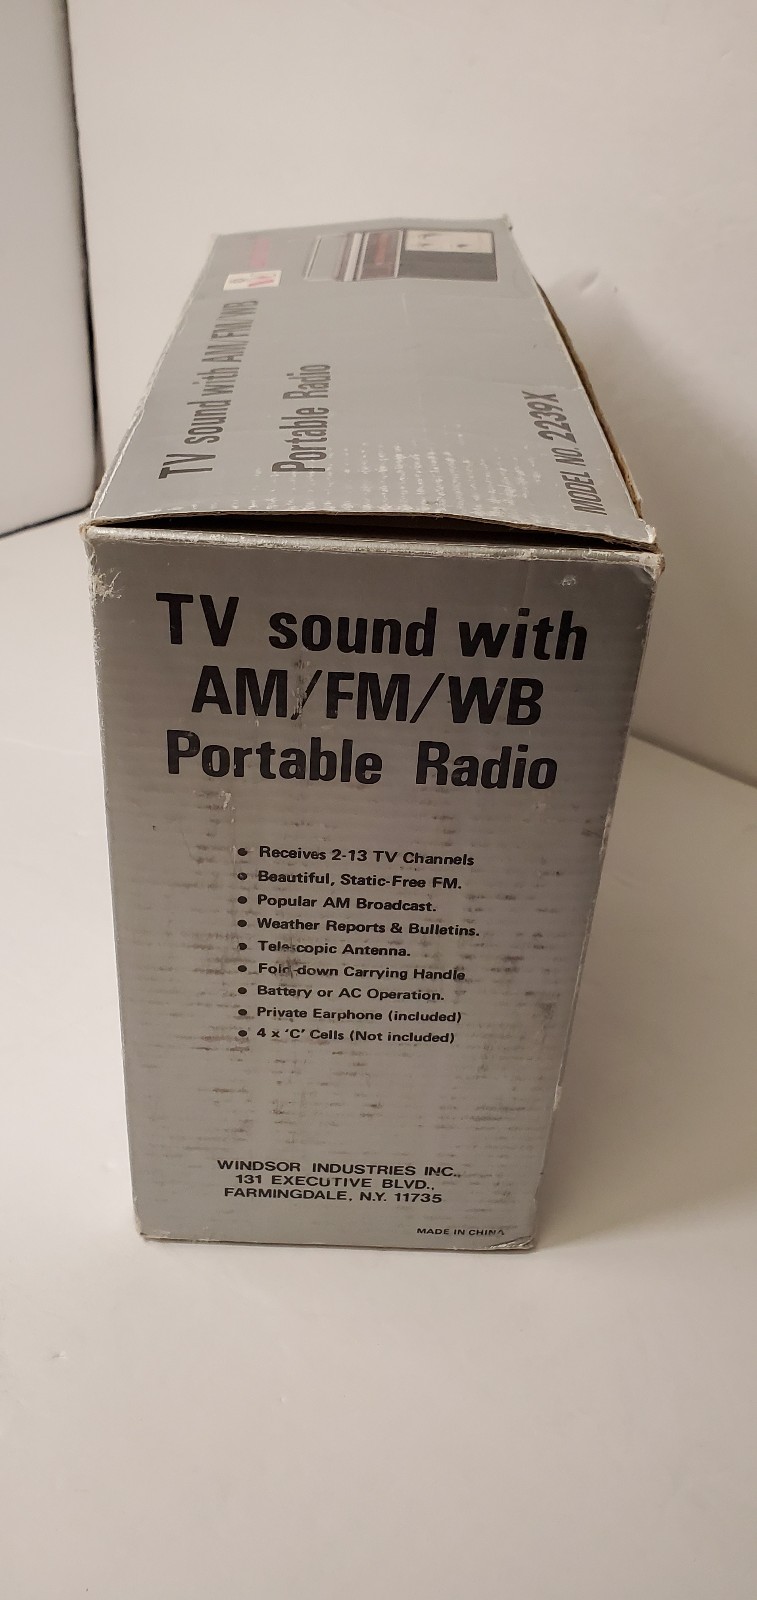 TV sound with AM/FM/WB
Portable Radio
MODEL NO. 2239X
TV sound with
AM/FM/WB
Portable Radio
• Receives 2-13 TV Channels
• Beautiful, Static-Free FM.
• Popular AM Broadcast.
• Weather Reports & Bulletins.
• Telescopic Antenna.
• Fold-down Carrying Handle
• Battery or AC Operation.
• Private Earphone (included)
• 4 x 'C' Cells (Not included)
WINDSOR INDUSTRIES INC.,
131 EXECUTIVE BLVD.,
FARMINGDALE, N.Y. 11735
MADE IN CHINA